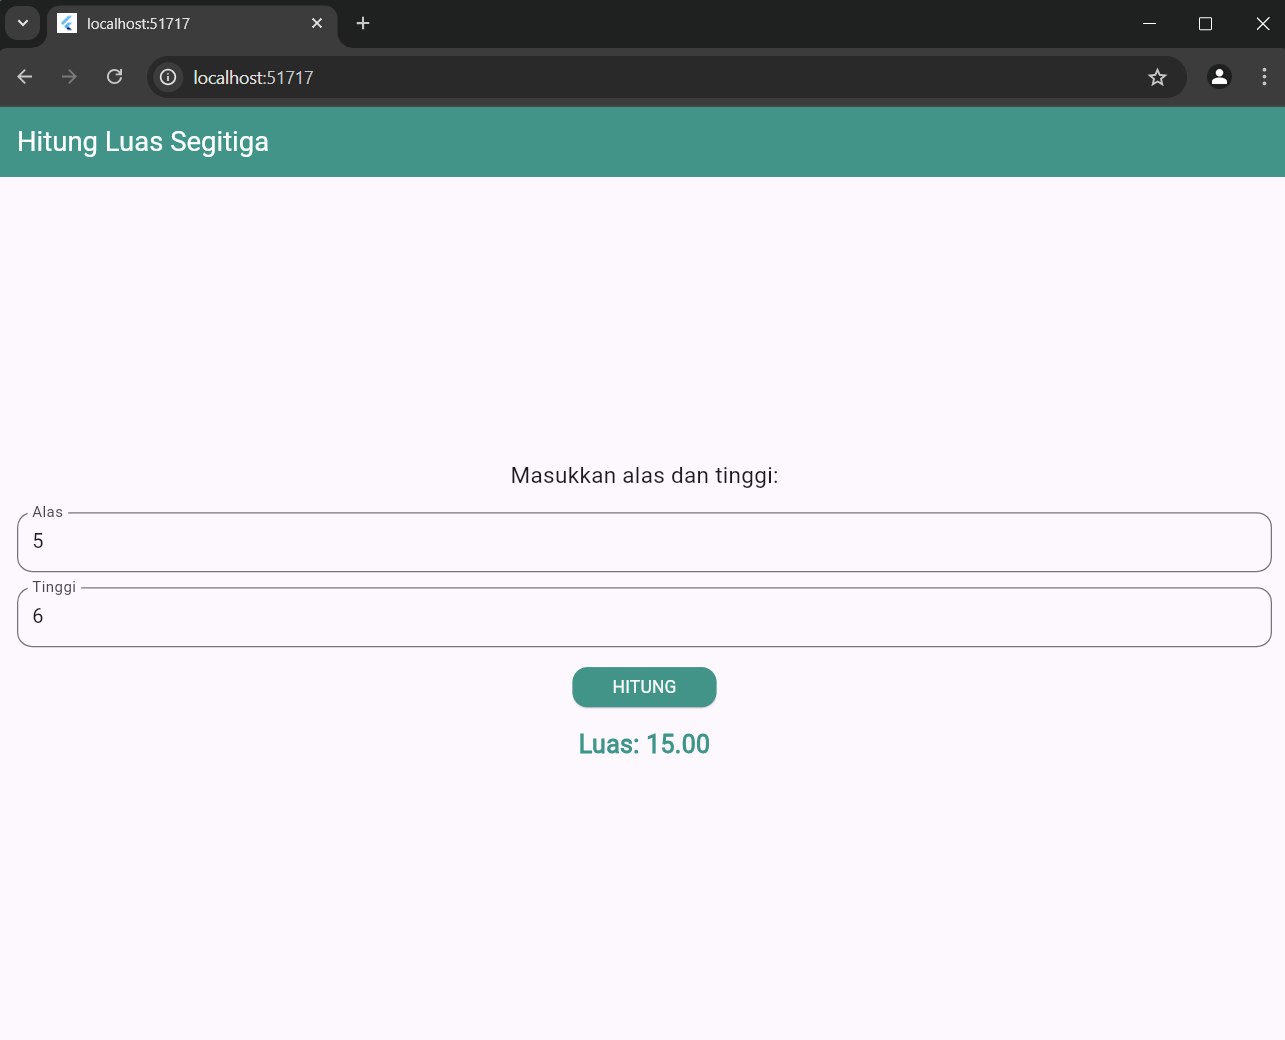 localhost:51717
localhost:51717
Hitung Luas Segitiga
Masukkan alas dan tinggi:
Alas
5
Tinggi
6
HITUNG
Luas: 15.00